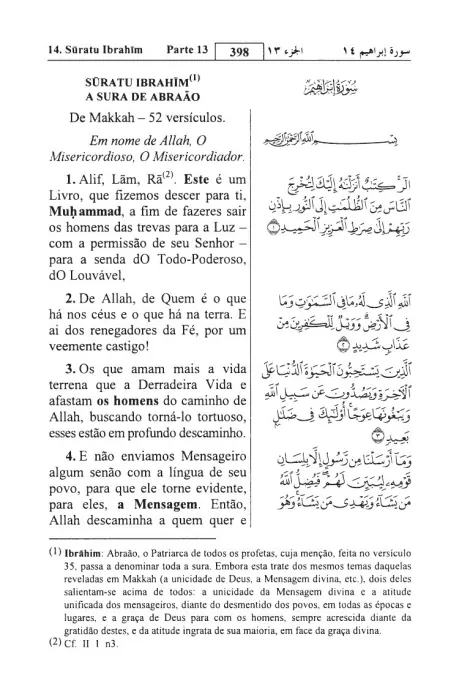 14. Sūratu Ibrahīm Parte 13 398 الجزء ١٣ سورة إبراهيم ١٤
SŪRATU IBRAHĪM(1)
A SURA DE ABRAÃO
De Makkah – 52 versículos.
Em nome de Allah, O
Misericordioso, O Misericordiador.
1. Alif, Lām, Rā(2). Este é um
Livro, que fizemos descer para ti,
Muḥammad, a fim de fazeres sair
os homens das trevas para a Luz –
com a permissão de seu Senhor –
para a senda dO Todo-Poderoso,
dO Louvável,
2. De Allah, de Quem é o que
há nos céus e o que há na terra. E
ai dos renegadores da Fé, por um
veemente castigo!
3. Os que amam mais a vida
terrena que a Derradeira Vida e
afastam os homens do caminho de
Allah, buscando torná-lo tortuoso,
esses estão em profundo descaminho.
4. E não enviamos Mensageiro
algum senão com a língua de seu
povo, para que ele torne evidente,
para eles, a Mensagem. Então,
Allah descaminha a quem quer e
سُورَةُ إِبْرَاهِيمَ
بِسْمِ اللَّهِ الرَّحْمَٰنِ الرَّحِيمِ
الٓر ۚ كِتَٰبٌ أَنزَلْنَٰهُ إِلَيْكَ لِتُخْرِجَ
ٱلنَّاسَ مِنَ ٱلظُّلُمَٰتِ إِلَى ٱلنُّورِ بِإِذْنِ
رَبِّهِمْ إِلَىٰ صِرَٰطِ ٱلْعَزِيزِ ٱلْحَمِيدِ ١
ٱللَّهِ ٱلَّذِى لَهُۥ مَا فِى ٱلسَّمَٰوَٰتِ وَمَا
فِى ٱلْأَرْضِ ۗ وَوَيْلٌ لِّلْكَٰفِرِينَ مِنْ
عَذَابٍ شَدِيدٍ ٢
ٱلَّذِينَ يَسْتَحِبُّونَ ٱلْحَيَوٰةَ ٱلدُّنْيَا عَلَى
ٱلْأَخِرَةِ وَيَصُدُّونَ عَن سَبِيلِ ٱللَّهِ
وَيَبْغُونَهَا عِوَجًا ۚ أُو۟لَٰٓئِكَ فِى ضَلَٰلٍۭ
بَعِيدٍ ٣
وَمَآ أَرْسَلْنَا مِن رَّسُولٍ إِلَّا بِلِسَانِ
قَوْمِهِۦ لِيُبَيِّنَ لَهُمْ ۖ فَيُضِلُّ ٱللَّهُ
مَن يَشَآءُ وَيَهْدِى مَن يَشَآءُ ۚ وَهُوَ
(1) Ibrāhīm: Abraão, o Patriarca de todos os profetas, cuja menção, feita no versículo
35, passa a denominar toda a sura. Embora esta trate dos mesmos temas daquelas
reveladas em Makkah (a unicidade de Deus, a Mensagem divina, etc.), dois deles
salientam-se acima de todos: a unicidade da Mensagem divina e a atitude
unificada dos mensageiros, diante do desmentido dos povos, em todas as épocas e
lugares, e a graça de Deus para com os homens, sempre acrescida diante da
gratidão destes, e da atitude ingrata de sua maioria, em face da graça divina.
(2) Cf. II 1 n3.